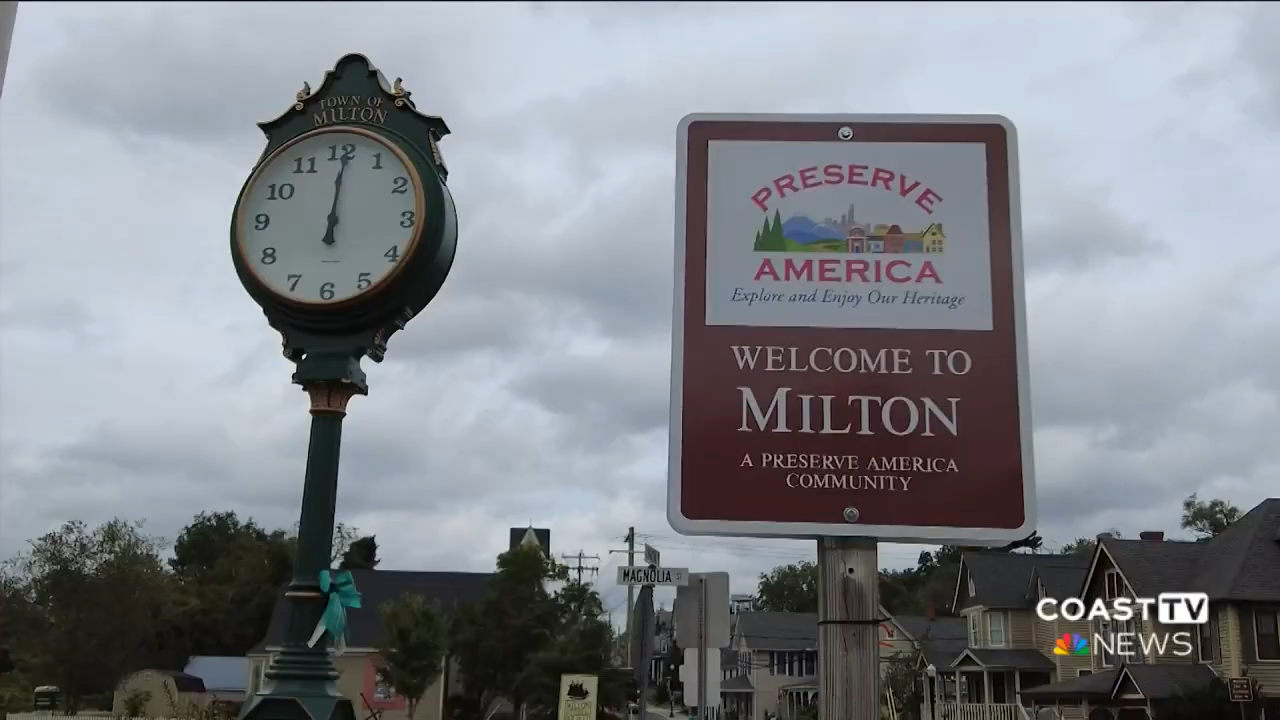 TOWN OF
MILTON
12
1
2
3
4
5
6
7
8
9
10
11
PRESERVE
AMERICA
Explore and Enjoy Our Heritage
WELCOME TO
MILTON
A PRESERVE AMERICA
COMMUNITY
MAGNOLIA
COAST TV
NEWS